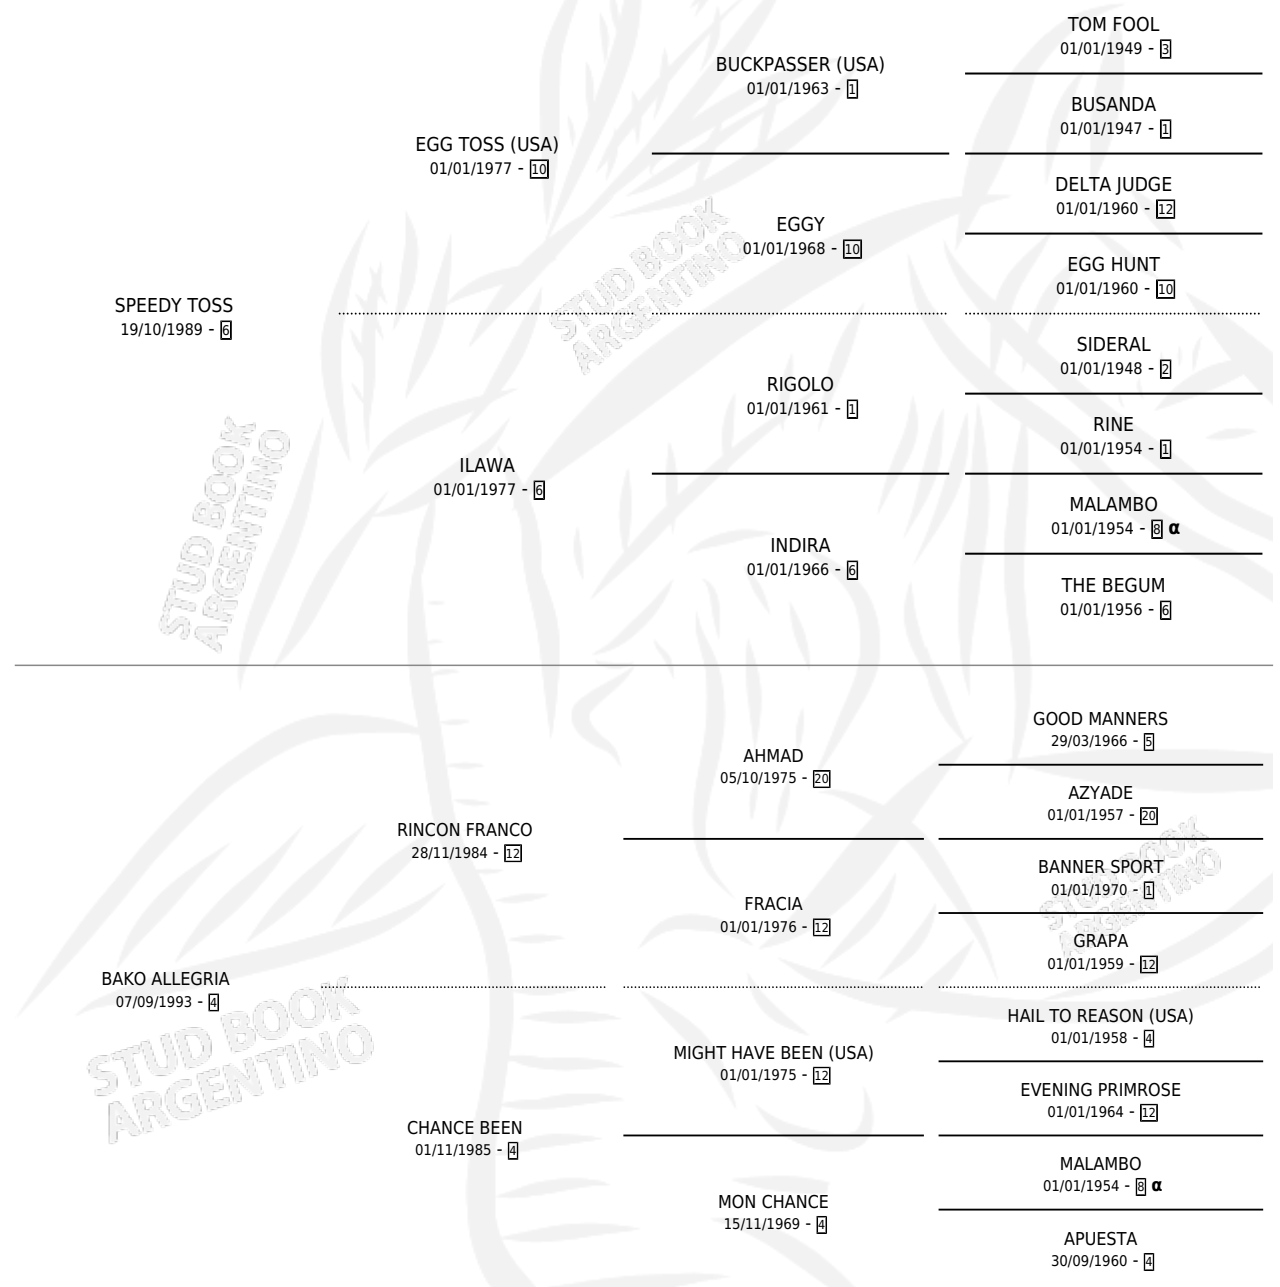 TOM FOOL
01/01/1949 - 3
BUCKPASSER (USA)
01/01/1963 - 1
BUSANDA
01/01/1947 - 1
EGG TOSS (USA)
01/01/1977 - 10
DELTA JUDGE
01/01/1960 - 12
EGGY
01/01/1968 - 10
EGG HUNT
01/01/1960 - 10
SPEEDY TOSS
19/10/1989 - 6
SIDERAL
01/01/1948 - 2
RIGOLO
01/01/1961 - 1
RINE
01/01/1954 - 1
ILAWA
01/01/1977 - 6
MALAMBO
01/01/1954 - 8 α
INDIRA
01/01/1966 - 6
THE BEGUM
01/01/1956 - 6
GOOD MANNERS
29/03/1966 - 5
AHMAD
05/10/1975 - 20
AZYADE
01/01/1957 - 20
RINCON FRANCO
28/11/1984 - 12
BANNER SPORT
01/01/1970 - 1
FRACIA
01/01/1976 - 12
GRAPA
01/01/1959 - 12
BAKO ALLEGRIA
07/09/1993 - 4
HAIL TO REASON (USA)
01/01/1958 - 4
MIGHT HAVE BEEN (USA)
01/01/1975 - 12
EVENING PRIMROSE
01/01/1964 - 12
CHANCE BEEN
01/11/1985 - 4
MALAMBO
01/01/1954 - 8 α
MON CHANCE
15/11/1969 - 4
APUESTA
30/09/1960 - 4
STUD BOOK
ARGENTINO
STUD BOOK
ARGENTINO
STUD BOOK
ARGENTINO
STUD BOOK
ARGENTINO